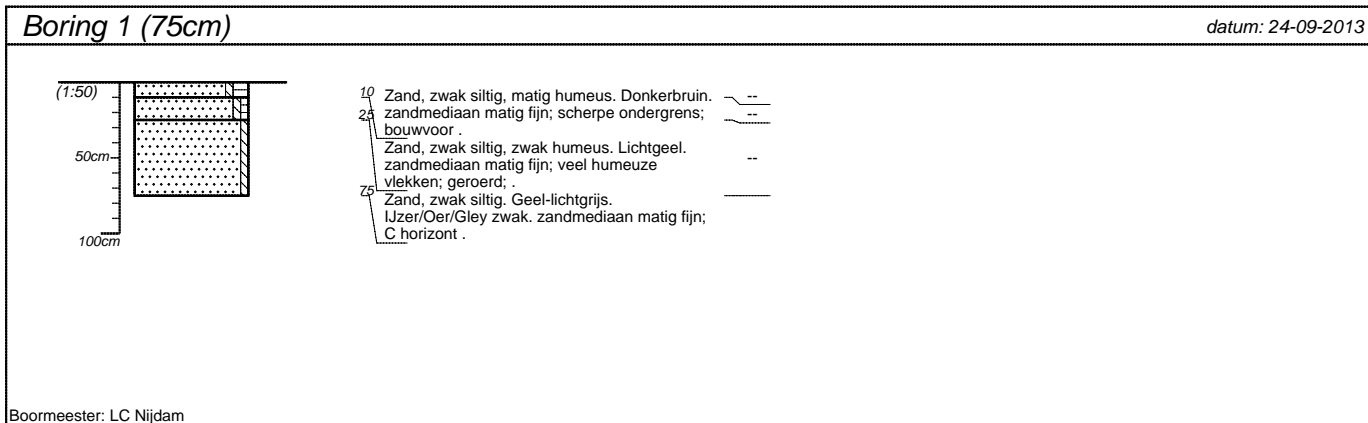 Boring 1 (75cm)
datum: 24-09-2013
(1:50)
50cm
100cm
10
Zand, zwak siltig, matig humeus. Donkerbruin.
--
25
zandmediaan matig fijn; scherpe ondergrens;
--
bouwvoor .
Zand, zwak siltig, zwak humeus. Lichtgeel.
zandmediaan matig fijn; veel humeuze
--
vlekken; geroerd; .
75
Zand, zwak siltig. Geel-lichtgrijs.
IJzer/Oer/Gley zwak. zandmediaan matig fijn;
C horizont .
Boormeester: LC Nijdam